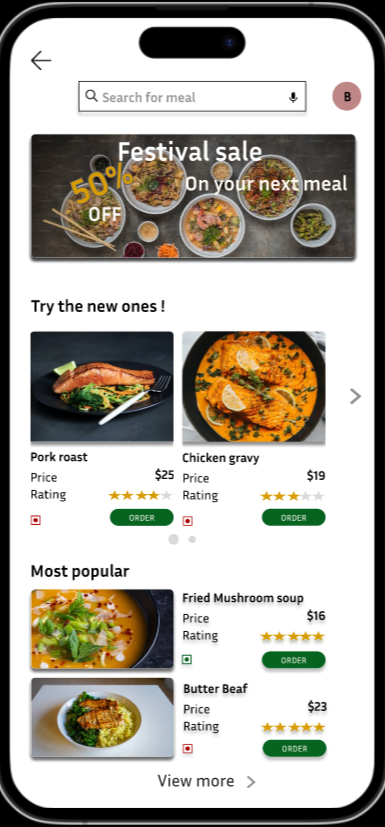 Search for meal
B
Festival sale
50%
On your next meal
OFF
Try the new ones !
Pork roast
Price $25
Rating
ORDER
Chicken gravy
Price $19
Rating
ORDER
Most popular
Fried Mushroom soup
Price $16
Rating
ORDER
Butter Beaf
Price $23
Rating
ORDER
View more